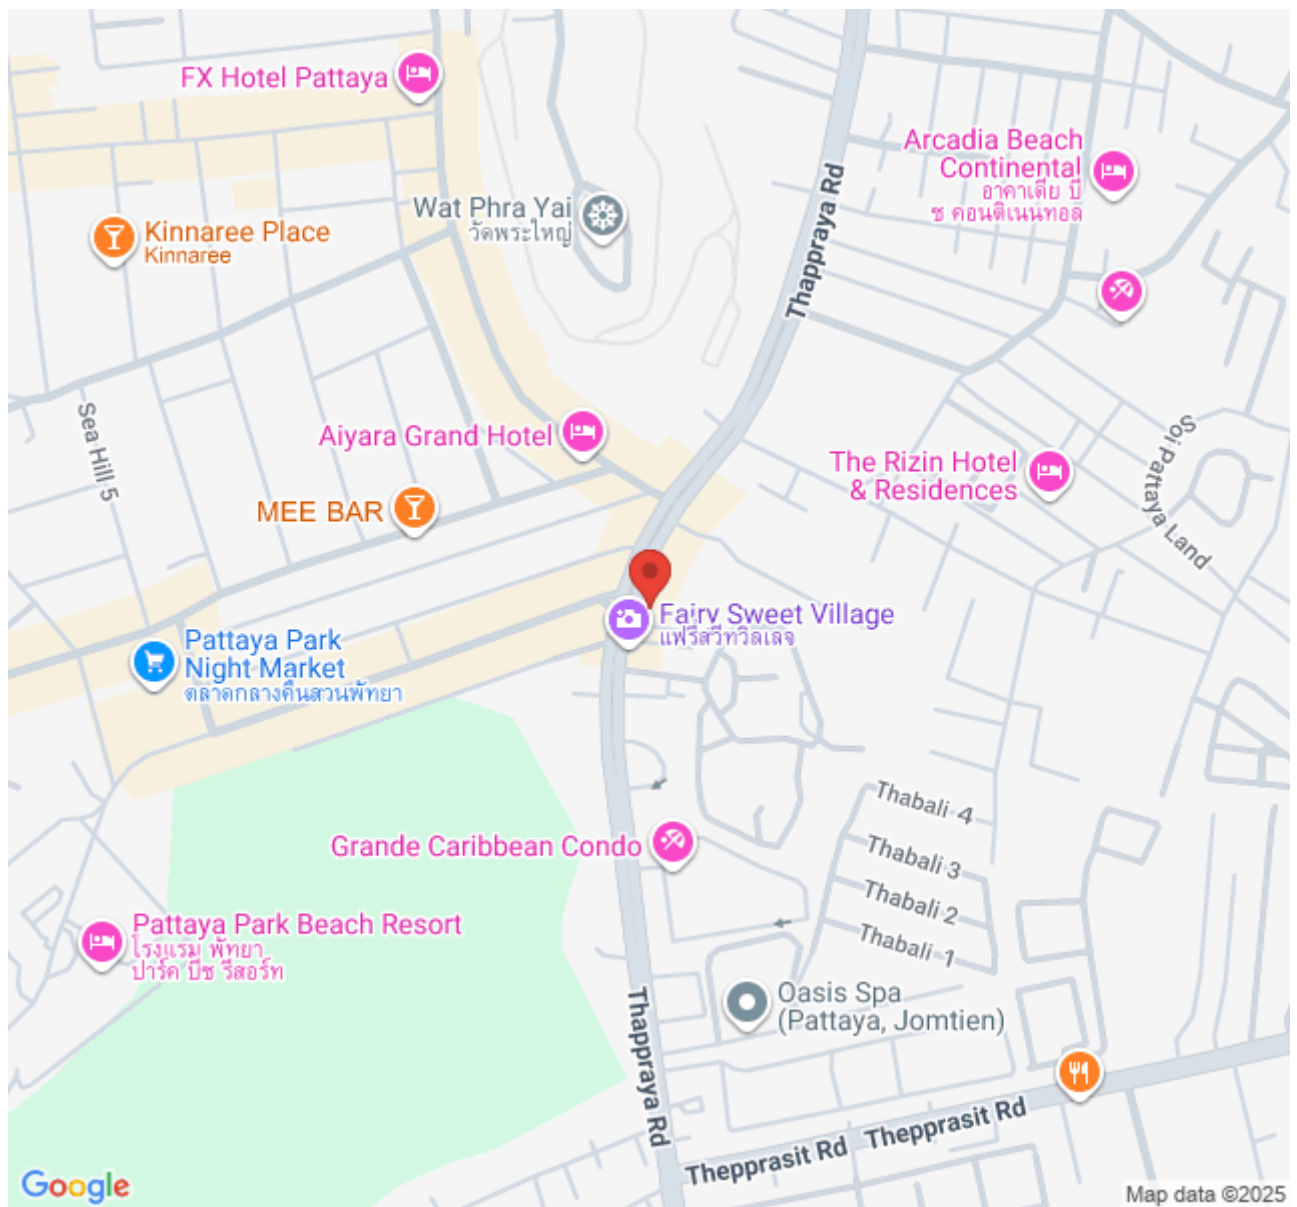 FX Hotel Pattaya
Arcadia Beach
Continental
อาคาเดีย บี
ช คอนติเนนทอล
Thappraya Rd
Wat Phra Yai
วัดพระใหญ่
Kinnaree Place
Kinnaree
Sea Hill 5
Aiyara Grand Hotel
Soi Pattaya Land
The Rizin Hotel
& Residences
MEE BAR
Fairy Sweet Village
แฟรี่สวีทวิลเลจ
Pattaya Park
Night Market
ตลาดกลางคืนสวนพัทยา
Thabali 4
Grande Caribbean Condo
Thabali 3
Thabali 2
Thabali 1
Pattaya Park Beach Resort
โรงแรม พัทยา
ปาร์ค บีช รีสอร์ท
Oasis Spa
(Pattaya, Jomtien)
Thappraya Rd
Thepprasit Rd
Thepprasit Rd
Google
Map data ©2025